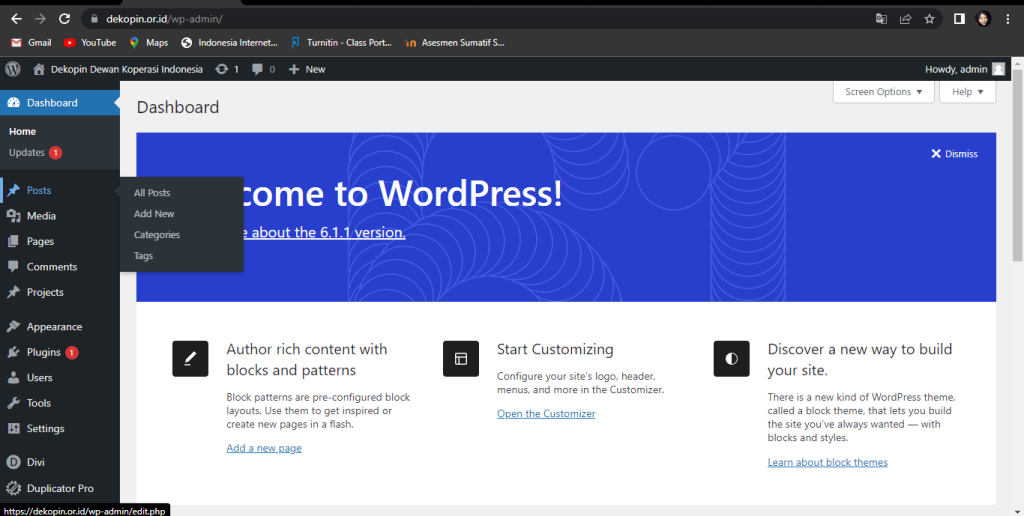 dekopin.or.id/wp-admin/
Gmail
YouTube
Maps
Indonesia Internet...
Turnitin - Class Port...
Asesmen Sumatif S...
Dekopin Dewan Koperasi Indonesia
1
0
New
Howdy, admin
Dashboard
Home
Updates 1
Posts
Media
Pages
Comments
Projects
Appearance
Plugins 1
Users
Tools
Settings
Divi
Duplicator Pro
All Posts
Add New
Categories
Tags
Dashboard
Screen Options
Help
Dismiss
come to WordPress!
e about the 6.1.1 version.
Author rich content with
blocks and patterns
Block patterns are pre-configured block
layouts. Use them to get inspired or
create new pages in a flash.
Add a new page
Start Customizing
Configure your site's logo, header,
menus, and more in the Customizer.
Open the Customizer
Discover a new way to build
your site.
There is a new kind of WordPress theme,
called a block theme, that lets you build
the site you've always wanted — with
blocks and styles.
Learn about block themes
https://dekopin.or.id/wp-admin/edit.php